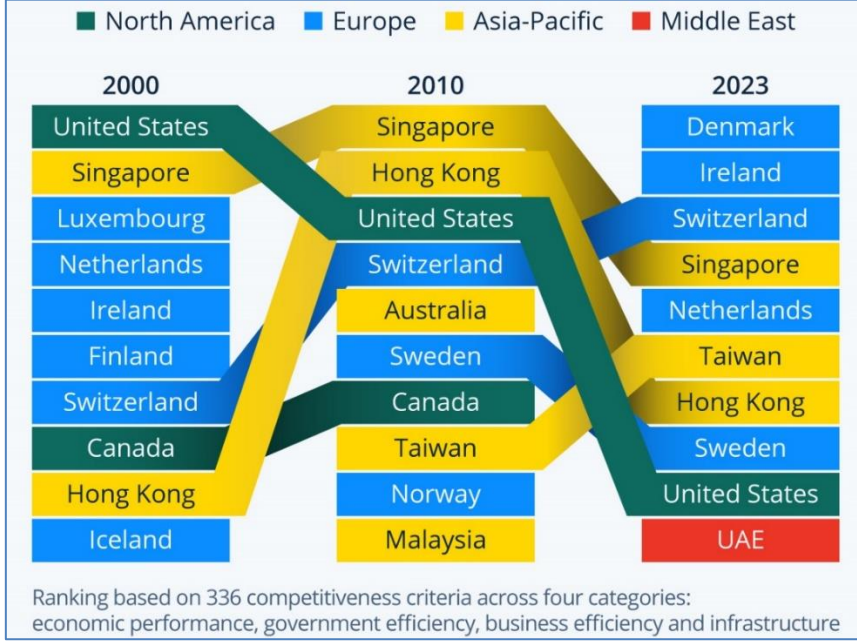 North America Europe Asia-Pacific Middle East
2000 2010 2023
United States Singapore Denmark
Singapore Hong Kong Ireland
Luxembourg United States Switzerland
Netherlands Switzerland Singapore
Ireland Australia Netherlands
Finland Sweden Taiwan
Switzerland Canada Hong Kong
Canada Taiwan Sweden
Hong Kong Norway United States
Iceland Malaysia UAE
Ranking based on 336 competitiveness criteria across four categories:
economic performance, government efficiency, business efficiency and infrastructure